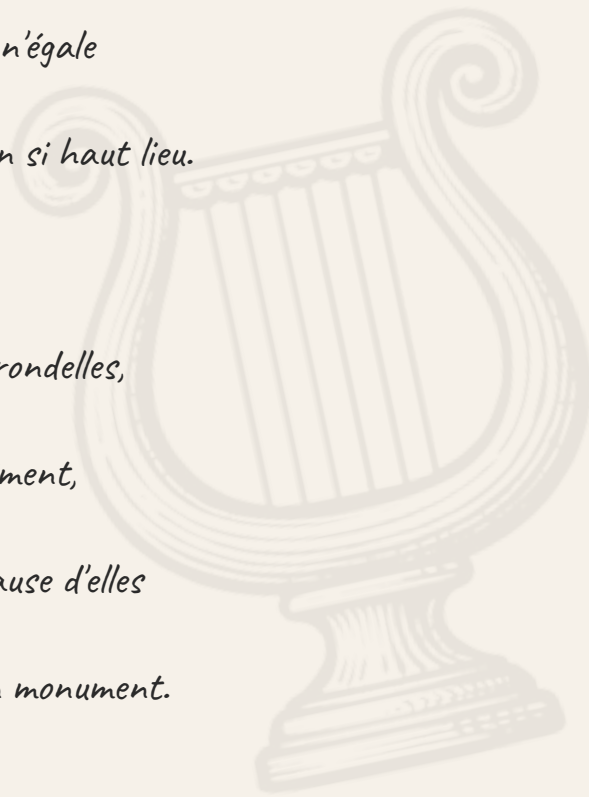 n'égale
n si haut lieu.
rondelles,
ment,
ause d'elles
monument.